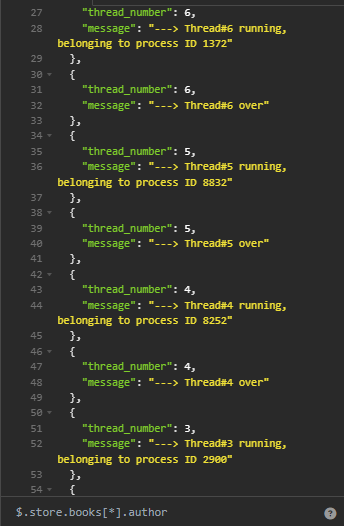 27 "thread_number": 6,
28 "message": "---> Thread#6 running,
belonging to process ID 1372"
29 },
30 {
31 "thread_number": 6,
32 "message": "---> Thread#6 over"
33 },
34 {
35 "thread_number": 5,
36 "message": "---> Thread#5 running,
belonging to process ID 8832"
37 },
38 {
39 "thread_number": 5,
40 "message": "---> Thread#5 over"
41 },
42 {
43 "thread_number": 4,
44 "message": "---> Thread#4 running,
belonging to process ID 8252"
45 },
46 {
47 "thread_number": 4,
48 "message": "---> Thread#4 over"
49 },
50 {
51 "thread_number": 3,
52 "message": "---> Thread#3 running,
belonging to process ID 2900"
53 },
54 {
$.store.books[*].author ?